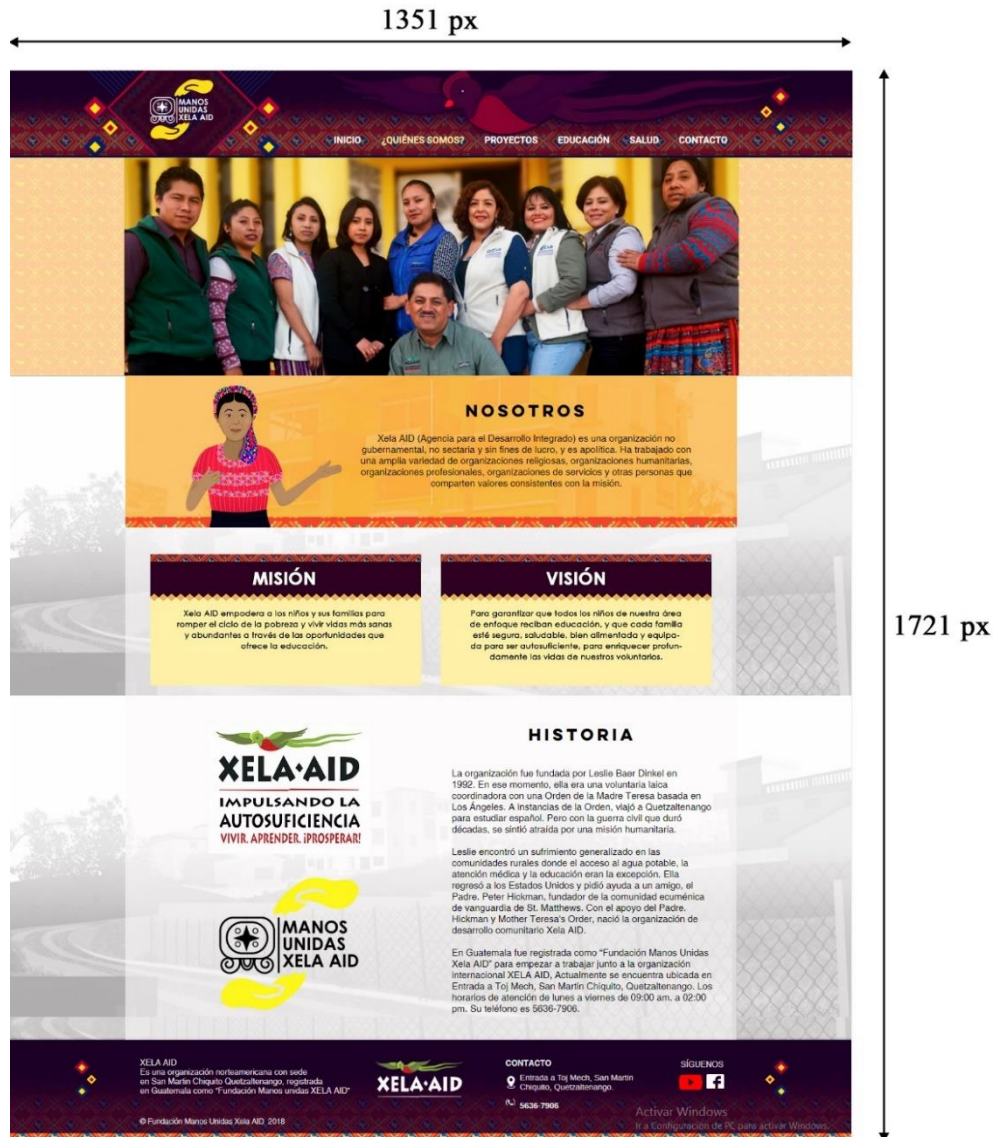 1351 px
MANOS
UNIDAS
XELA AID
INICIO ¿QUIÉNES SOMOS? PROYECTOS EDUCACIÓN SALUD CONTACTO
NOSOTROS
Xela AID (Agencia para el Desarrollo Integrado) es una organización no
gubernamental, no sectaria y sin fines de lucro, y es apolítica. Ha trabajado con
una amplia variedad de organizaciones religiosas, organizaciones humanitarias,
organizaciones profesionales, organizaciones de servicios y otras personas que
comparten valores consistentes con la misión.
MISIÓN
Xela AID empodera a los niños y sus familias para
romper el ciclo de la pobreza y vivir vidas más sanas
y abundantes a través de las oportunidades que
ofrece la educación.
VISIÓN
Para garantizar que todos los niños de nuestra área
de enfoque reciban educación, y que cada familia
esté segura, saludable, bien alimentada y equipa-
da para ser autosuficiente, para enriquecer profun-
damente las vidas de nuestros voluntarios.
1721 px
XELA·AID
IMPULSANDO LA
AUTOSUFICIENCIA
VIVIR. APRENDER. ¡PROSPERAR!
MANOS
UNIDAS
XELA AID
HISTORIA
La organización fue fundada por Leslie Baer Dinkel en
1992. En ese momento, ella era una voluntaria laica
coordinadora con una Orden de la Madre Teresa basada en
Los Ángeles. A instancias de la Orden, viajó a Quetzaltenango
para estudiar español. Pero con la guerra civil que duró
décadas, se sintió atraída por una misión humanitaria.
Leslie encontró un sufrimiento generalizado en las
comunidades rurales donde el acceso al agua potable, la
atención médica y la educación eran la excepción. Ella
regresó a los Estados Unidos y pidió ayuda a un amigo, el
Padre. Peter Hickman, fundador de la comunidad ecuménica
de vanguardia de St. Matthews. Con el apoyo del Padre.
Hickman y Mother Teresa's Order, nació la organización de
desarrollo comunitario Xela AID.
En Guatemala fue registrada como "Fundación Manos Unidas
Xela AID" para empezar a trabajar junto a la organización
internacional XELA AID, Actualmente se encuentra ubicada en
Entrada a Toj Mech, San Martin Chiquito, Quetzaltenango. Los
horarios de atención de lunes a viernes de 09:00 am. a 02:00
pm. Su teléfono es 5636-7906.
XELA AID
Es una organización norteamericana con sede
en San Martin Chiquito Quetzaltenango, registrada
en Guatemala como "Fundación Manos unidas XELA AID"
© Fundación Manos Unidas Xela AID, 2018
XELA·AID
CONTACTO
Entrada a Toj Mech, San Martin
Chiquito, Quetzaltenango.
5636-7906
SÍGUENOS
Activar Windows
Ir a Configuración de PC para activar Windows.